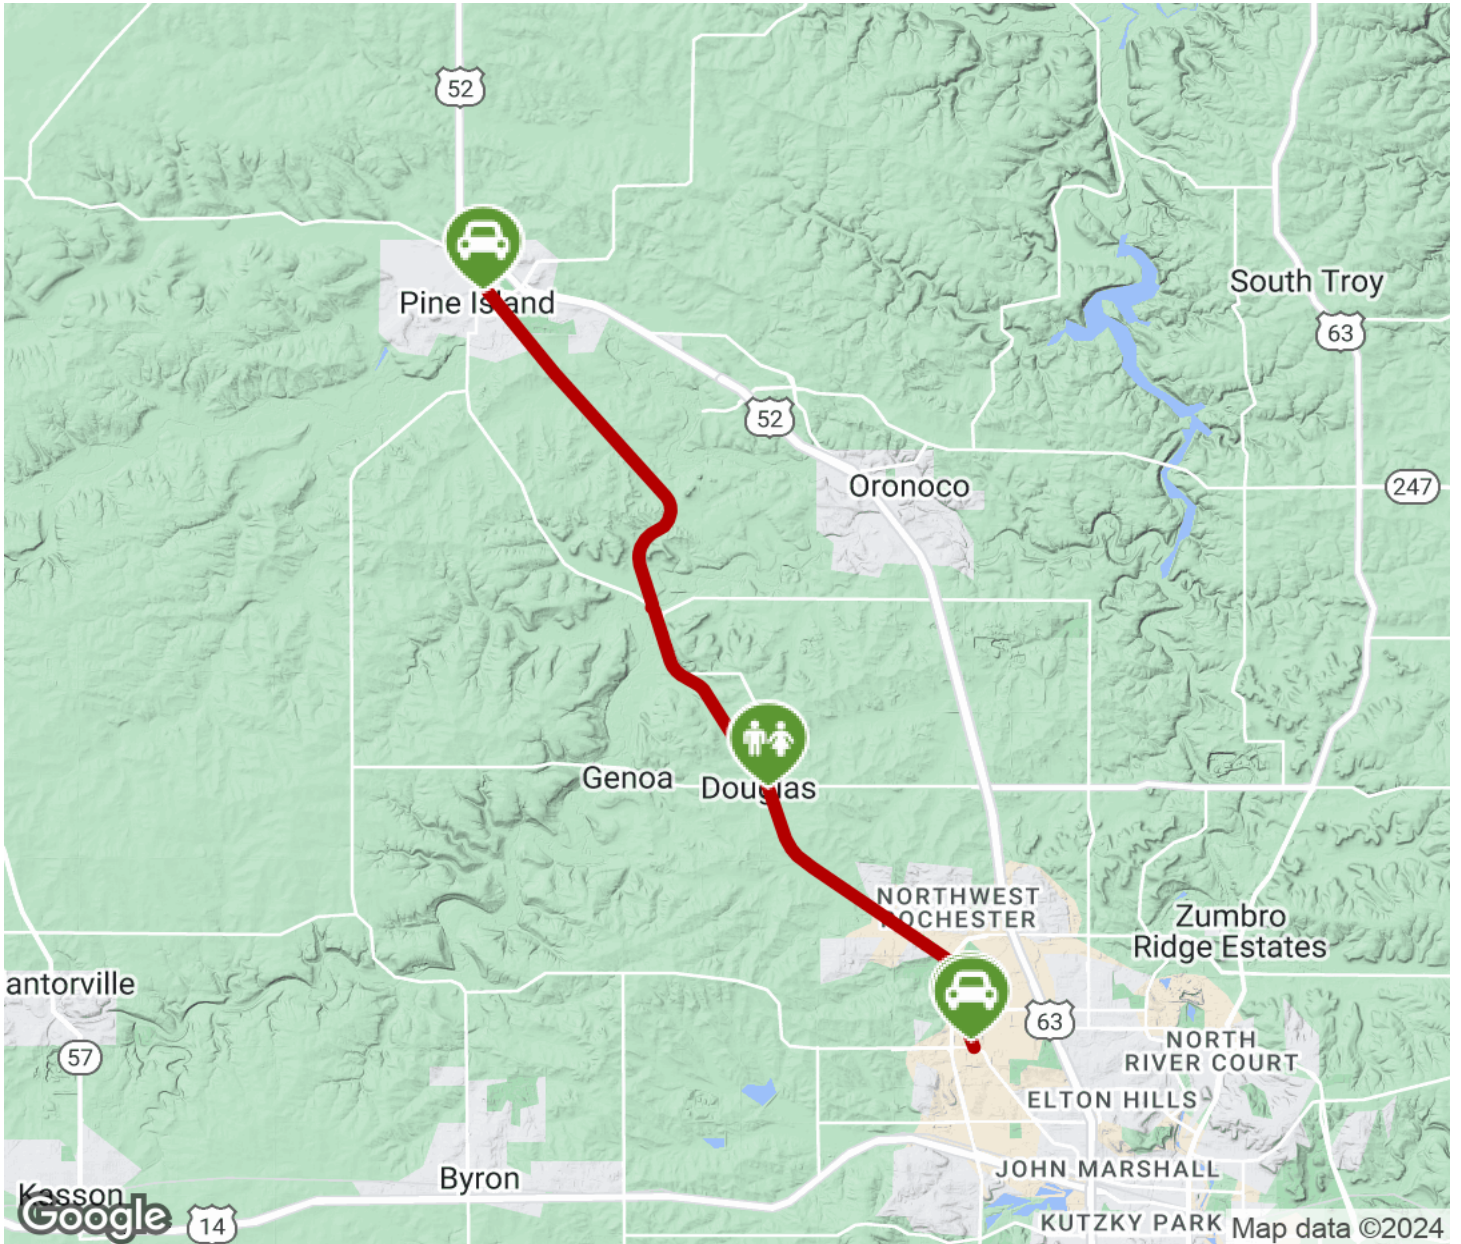 52
Pine Island
South Troy
63
52
Oronoco
247
Genoa
Douglas
NORTHWEST
ROCHESTER
Zumbro
Ridge Estates
antorville
63
57
NORTH
RIVER COURT
ELTON HILLS
JOHN MARSHALL
Byron
Kasson
Google
14
KUTZKY PARK
Map data ©2024